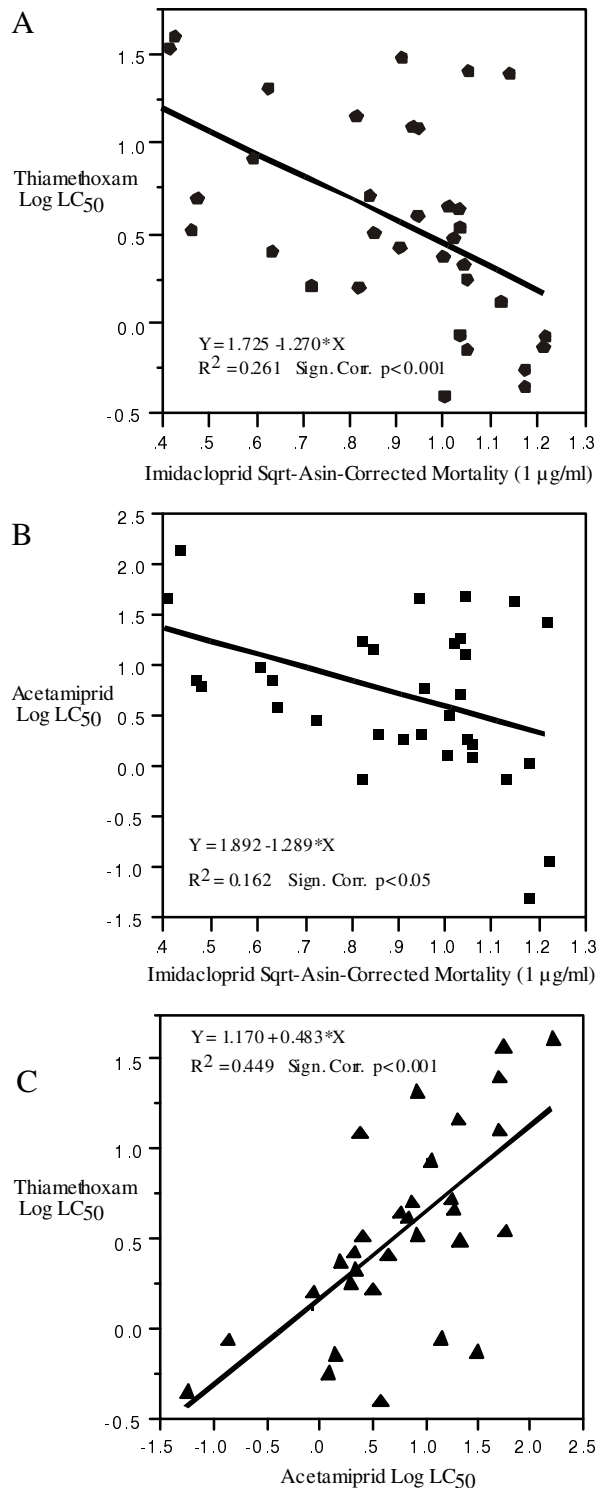 A
1.5
1.0
Thiamethoxam
Log LC50
0.5
0.0
Y=1.725 -1.270*X
R2 =0.261 Sign. Corr. p<0.001
-0.5
.4 .5 .6 .7 .8 .9 1.0 1.1 1.2 1.3
Imidacloprid Sqrt-Asin-Corrected Mortality (1 µg/ml)
B
2.5
2.0
1.5
1.0
Acetamiprid
Log LC50
0.5
0.0
-0.5
Y=1.892 -1.289*X
-1.0
R2 =0.162 Sign. Corr. p<0.05
-1.5
.4 .5 .6 .7 .8 .9 1.0 1.1 1.2 1.3
Imidacloprid Sqrt-Asin-Corrected Mortality (1 µg/ml)
C
Y=1.170+0.483*X
R2 =0.449 Sign. Corr. p<0.001
1.5
1.0
Thiamethoxam
Log LC50
0.5
0.0
-0.5
-1.5 -1.0 -0.5 .0 .5 1.0 1.5 2.0 2.5
Acetamiprid Log LC50